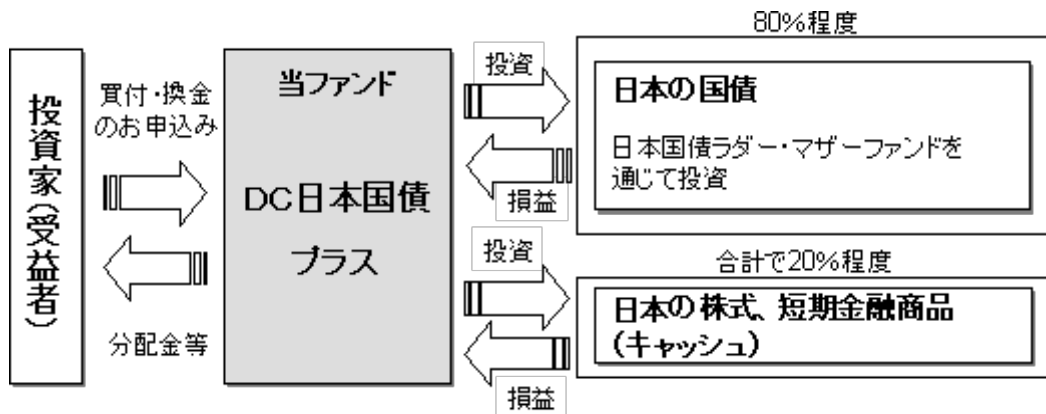 投資家(受益者)
買付・換金
のお申込み
分配金等
当ファンド
DC日本国債
プラス
投資
損益
投資
損益
80%程度
日本の国債
日本国債ラダー・マザーファンドを
通じて投資
合計で20%程度
日本の株式、短期金融商品
(キャッシュ)